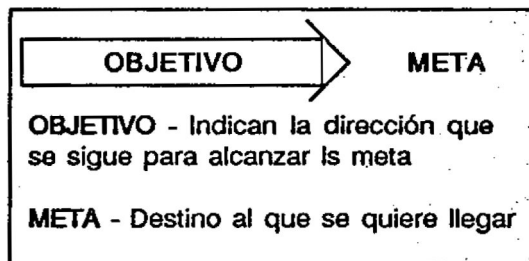 OBJETIVO META
OBJETIVO - Indican la dirección que
se sigue para alcanzar ls meta
META - Destino al que se quiere llegar